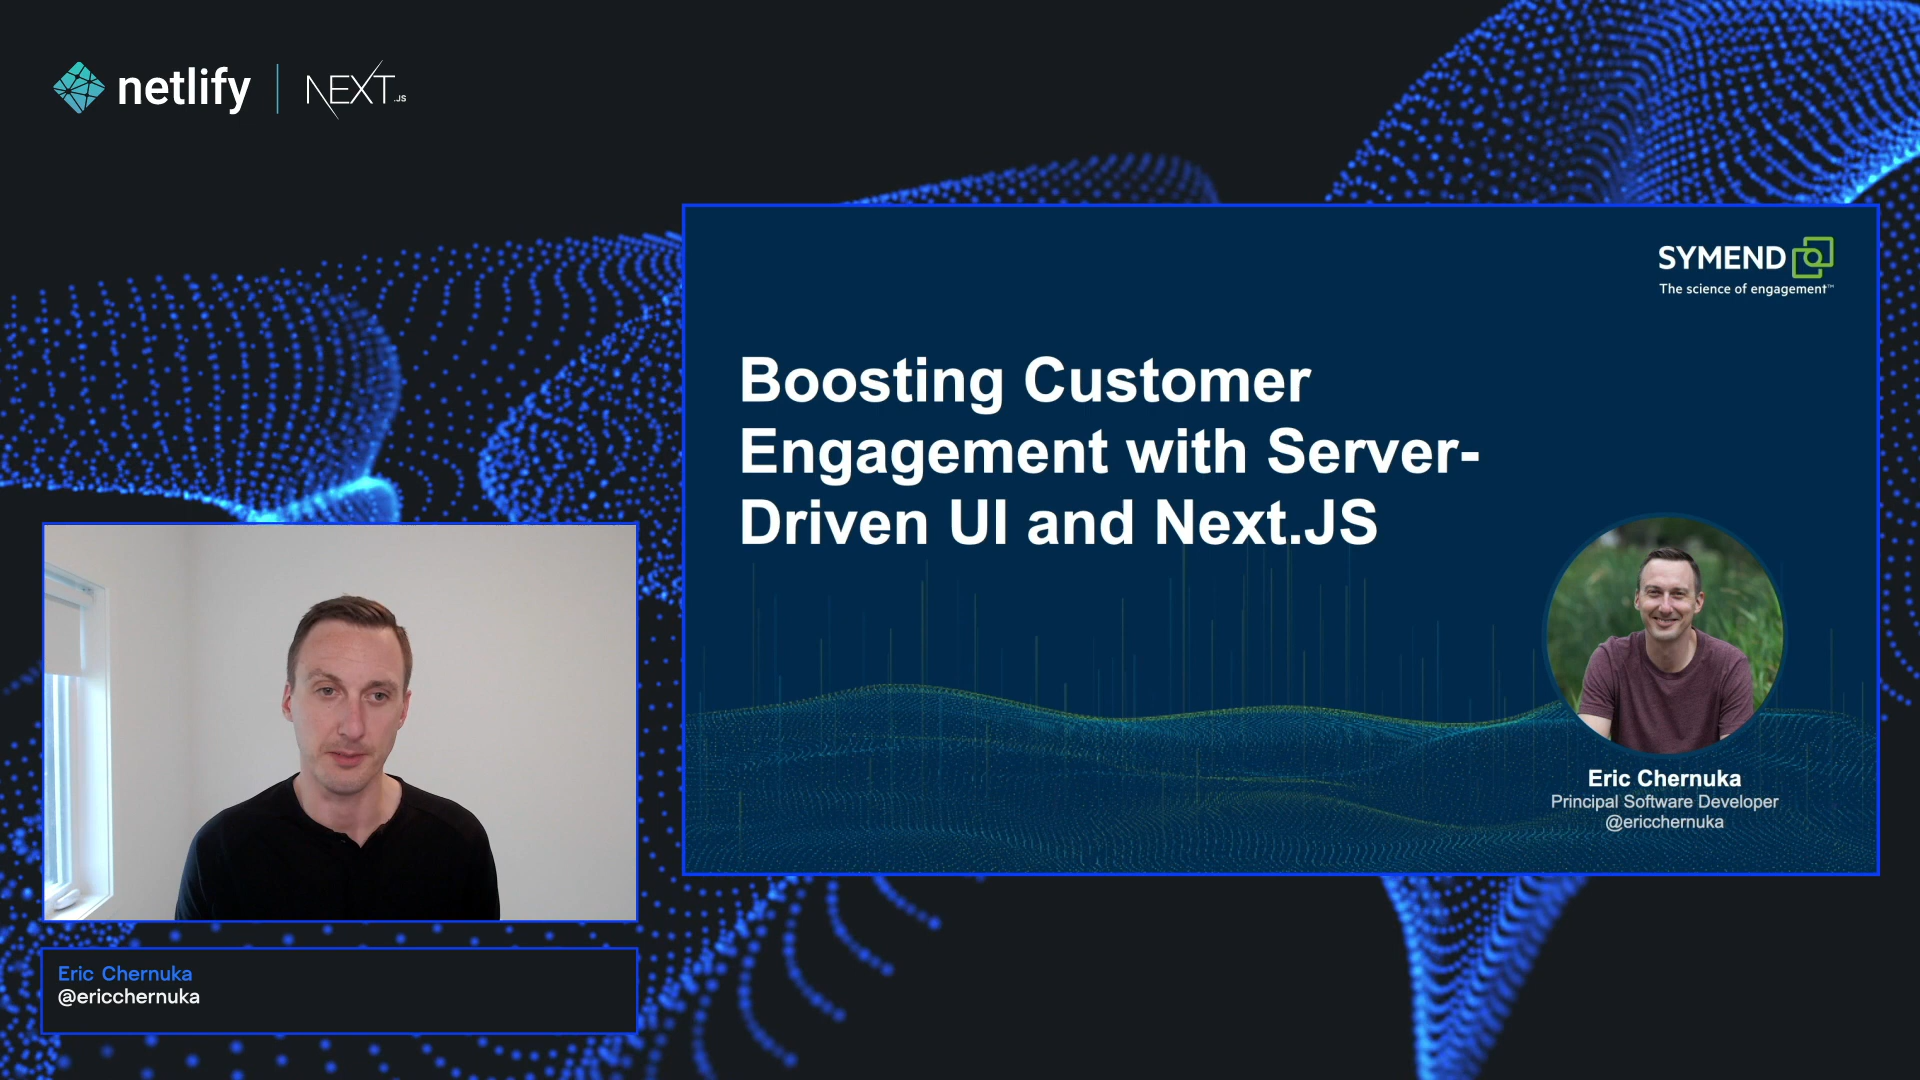 netlify
NEXT.JS
SYMEND
The science of engagement™
Boosting Customer
Engagement with Server-
Driven UI and Next.JS
Eric Chernuka
Principal Software Developer
@ericchernuka
Eric Chernuka
@ericchernuka